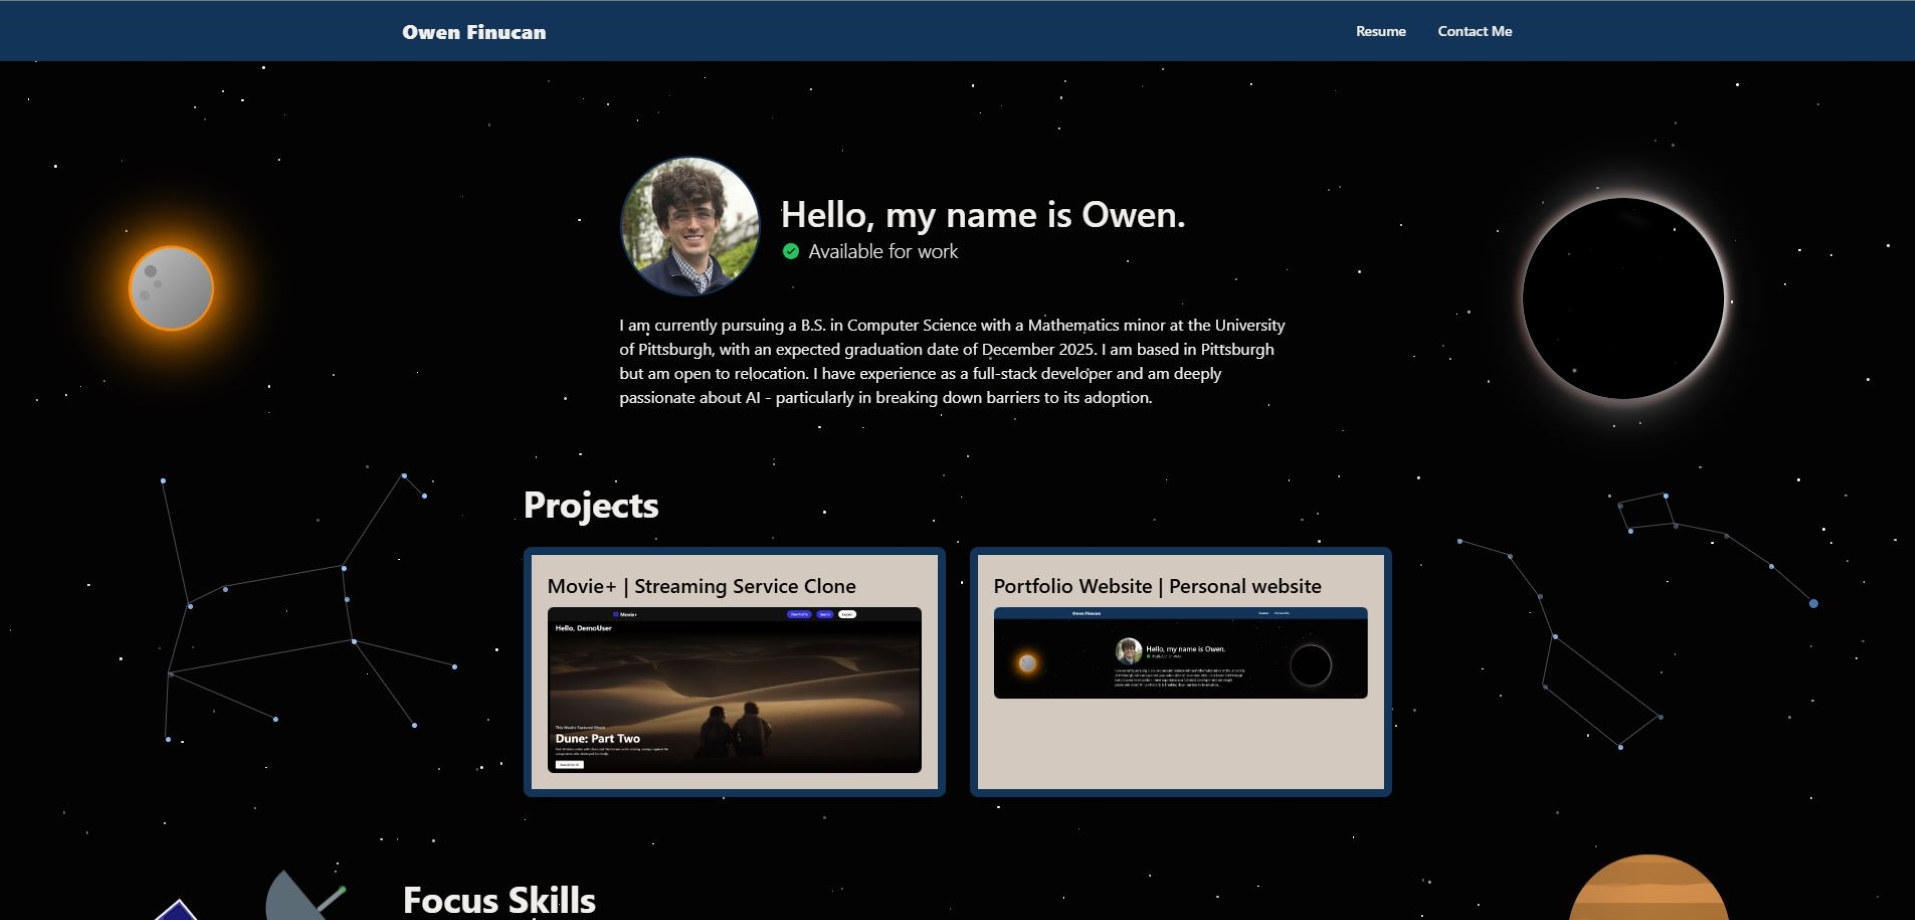 Owen Finucan
Resume
Contact Me
Hello, my name is Owen.
Available for work
I am currently pursuing a B.S. in Computer Science with a Mathematics minor at the University
of Pittsburgh, with an expected graduation date of December 2025. I am based in Pittsburgh
but am open to relocation. I have experience as a full-stack developer and am deeply
passionate about AI - particularly in breaking down barriers to its adoption.
Projects
Movie+ | Streaming Service Clone
Movie+
Hello, DemoUser
This Week's Featured Movie
Dune: Part Two
Portfolio Website | Personal website
Owen Finucan
Hello, my name is Owen.
Focus Skills